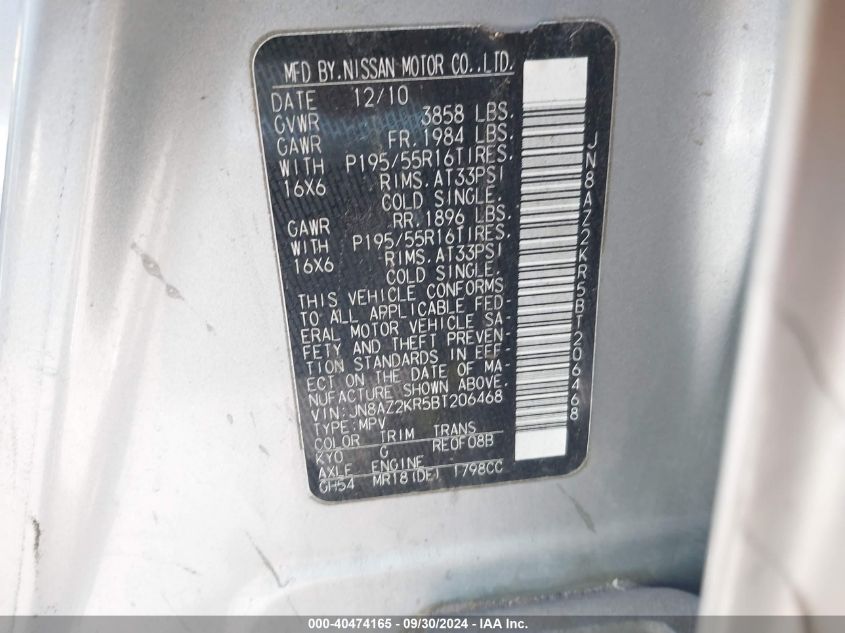 MFD BY.NISSAN MOTOR CO.,LTD.
DATE 12/10
GVWR 3858 LBS.
GAWR FR. 1984 LBS.
WITH P195/55R16TIRES.
16X6 RIMS. AT33PSI
COLD SINGLE.
GAWR RR. 1896 LBS.
WITH P195/55R16TIRES.
16X6 RIMS. AT33PSI
COLD SINGLE.
THIS VEHICLE CONFORMS
TO ALL APPLICABLE FED-
ERAL MOTOR VEHICLE SA-
FETY AND THEFT PREVEN-
TION STANDARDS IN EFF-
ECT ON THE DATE OF MA-
NUFACTURE SHOWN ABOVE.
VIN:JN8AZ2KR5BT206468
TYPE:MPV
COLOR TRIM TRANS
KYO G RE0F08B
AXLE ENGINE
GH54 MR18(DE) 1798CC
JN8AZ2KR5BT206468
000-40474165 - 09/30/2024 - IAA Inc.